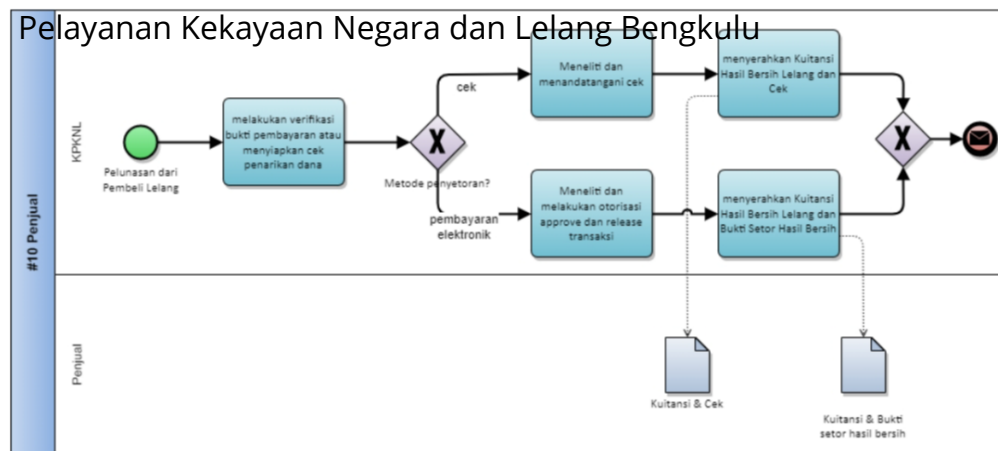 Pelayanan Kekayaan Negara dan Lelang Bengkulu
#10 Penjual
KPKNL
Pelunasan dari
Pembeli Lelang
melakukan verifikasi
bukti pembayaran atau
menyiapkan cek
penarikan dana
X
Metode penyetoran?
cek
pembayaran
elektronik
Meneliti dan
menandatangani cek
menyerahkan Kuitansi
Hasil Bersih Lelang dan
Cek
Meneliti dan
melakukan otorisasi
approve dan release
transaksi
menyerahkan Kuitansi
Hasil Bersih Lelang dan
Bukti Setor Hasil Bersih
X
Penjual
Kuitansi & Cek
Kuitansi & Bukti
setor hasil bersih